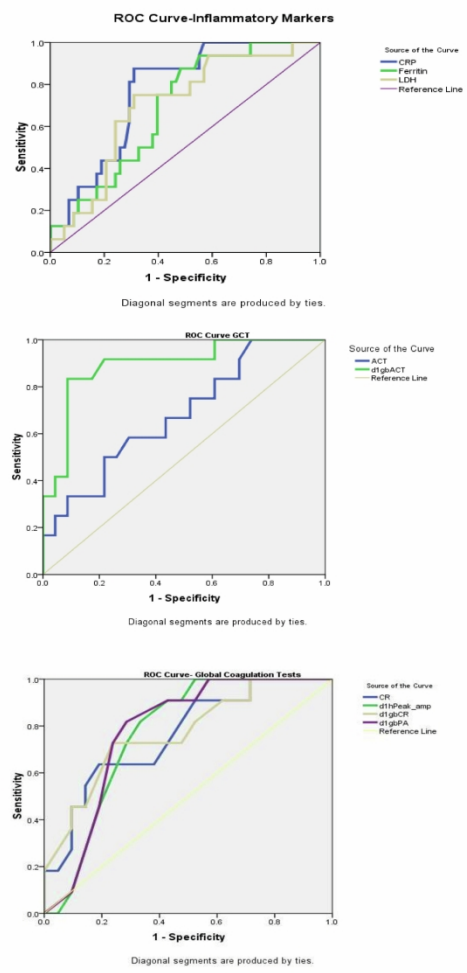 ROC Curve-Inflammatory Markers
Source of the Curve
CRP
Ferritin
LDH
Reference Line
Sensitivity
1.0
0.8
0.6
0.4
0.2
0.0
0.0 0.2 0.4 0.6 0.8 1.0
1 - Specificity
Diagonal segments are produced by ties.
ROC Curve GCT
Source of the Curve
ACT
d1gbACT
Reference Line
Sensitivity
1.0
0.8
0.6
0.4
0.2
0.0
0.0 0.2 0.4 0.6 0.8 1.0
1 - Specificity
Diagonal segments are produced by ties.
ROC Curve- Global Coagulation Tests
Source of the Curve
CR
d1hPeak_amp
d1gbCR
d1gbPA
Reference Line
Sensitivity
1.0
0.8
0.6
0.4
0.2
0.0
0.0 0.2 0.4 0.6 0.8 1.0
1 - Specificity
Diagonal segments are produced by ties.